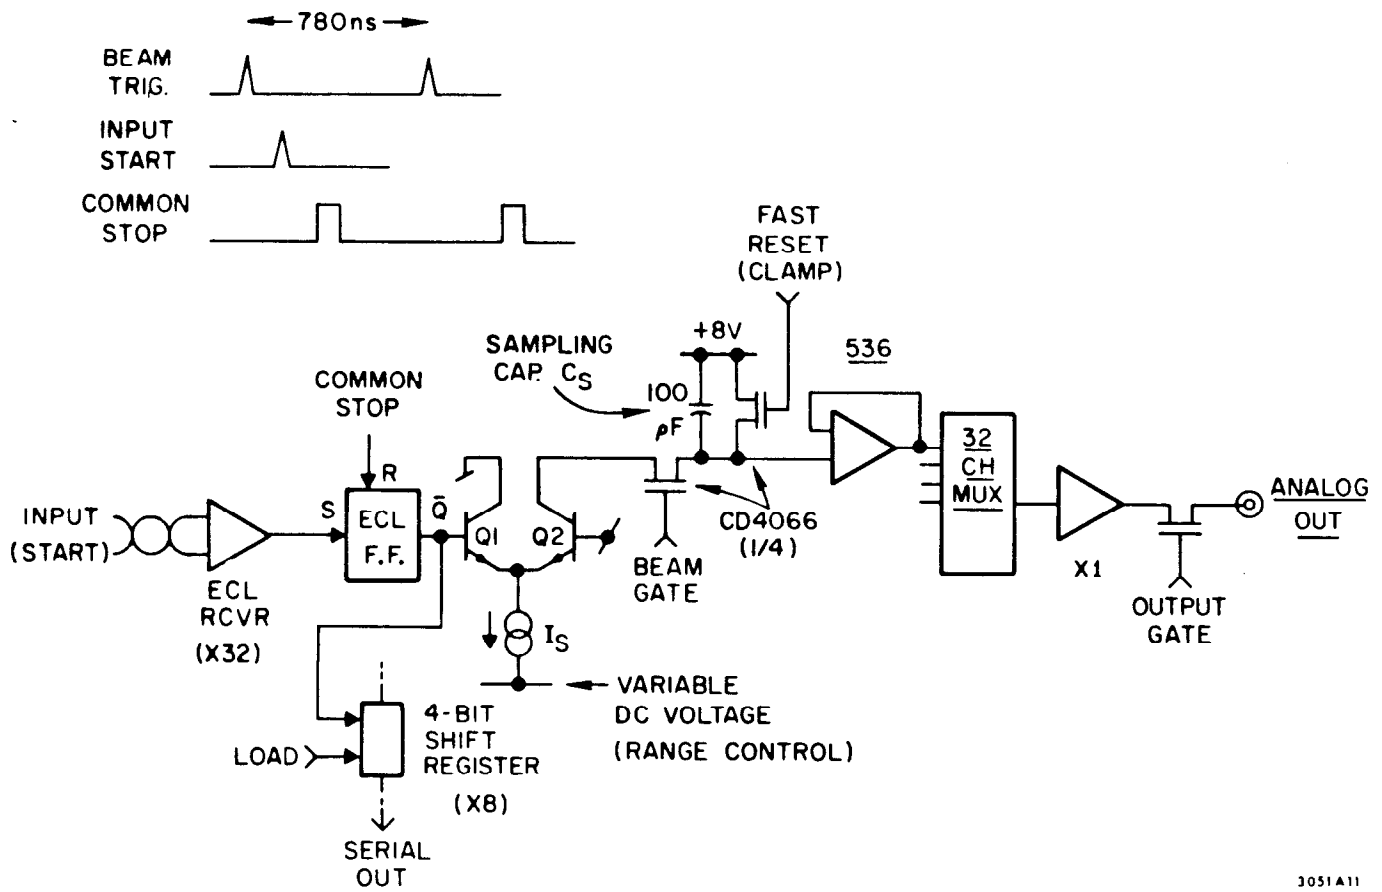 780ns
BEAM
TRIG.
INPUT
START
COMMON
STOP
FAST
RESET
(CLAMP)
+8V
SAMPLING
CAP. CS
100
pF
536
COMMON
STOP
R
INPUT
(START)
S
ECL
F.F.
Q̄
Q1
Q2
CD4066
(1/4)
32
CH
MUX
ANALOG
OUT
ECL
RCVR
(X32)
BEAM
GATE
X1
OUTPUT
GATE
IS
VARIABLE
DC VOLTAGE
(RANGE CONTROL)
4-BIT
SHIFT
REGISTER
(X8)
LOAD
SERIAL
OUT
3051A11